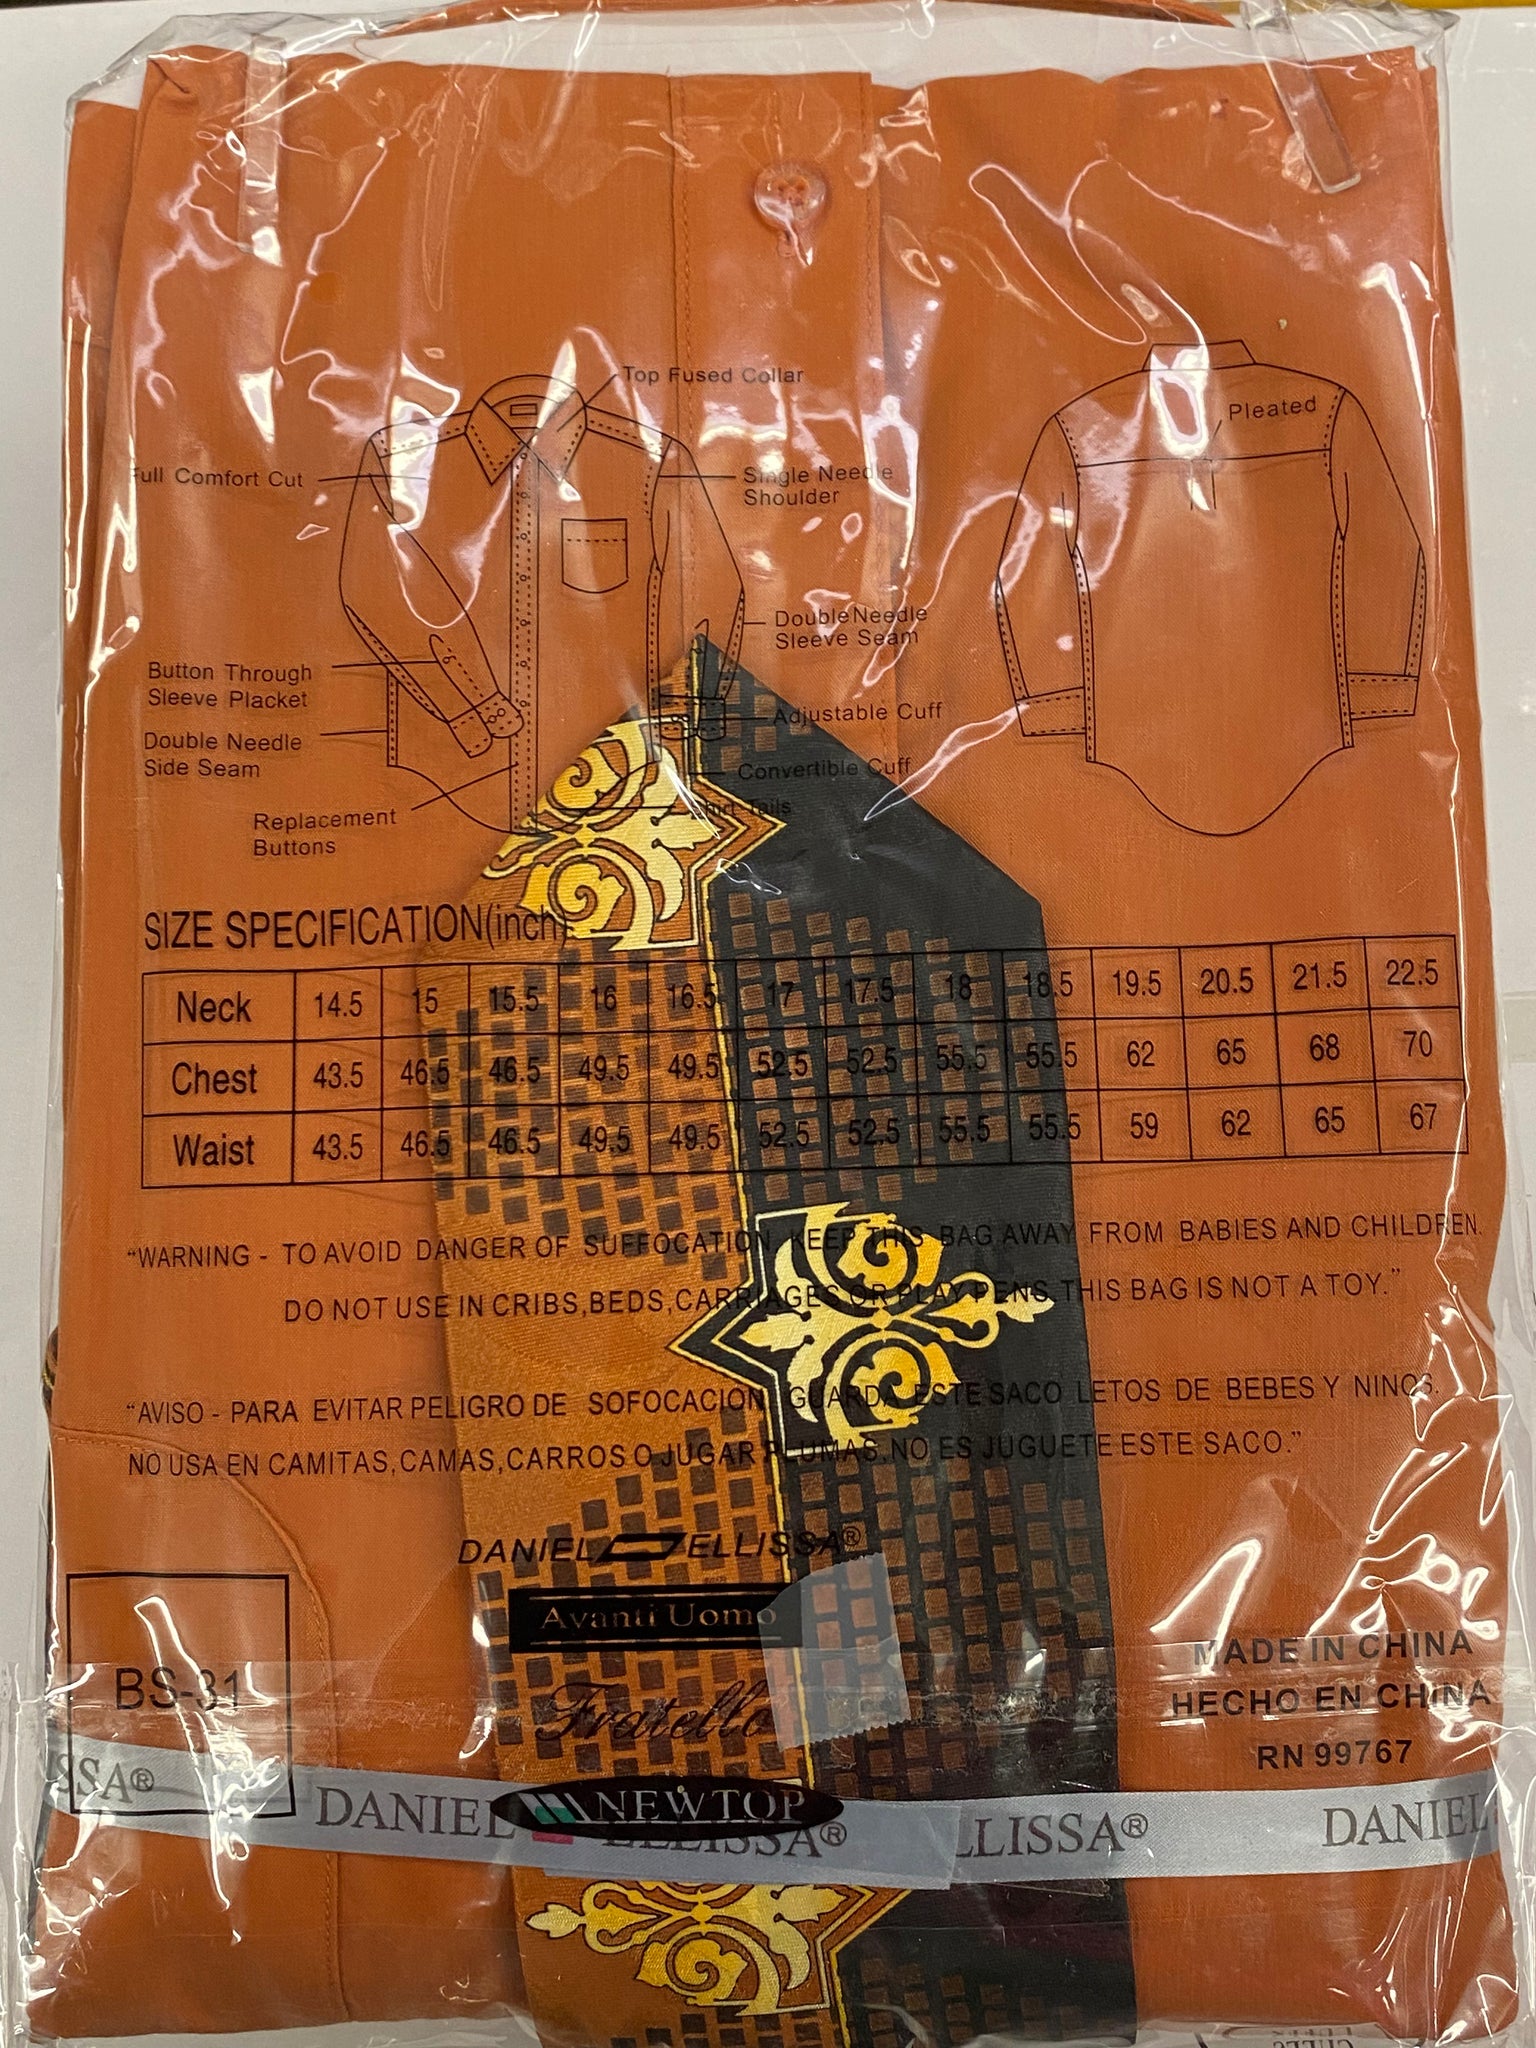 Top Fused Collar
Pleated
Full Comfort Cut
Single Needle
Shoulder
Double Needle
Sleeve Seam
Button Through
Sleeve Placket
Adjustable Cuff
Double Needle
Side Seam
Convertible Cuff
Shirt Tails
Replacement
Buttons
SIZE SPECIFICATION(inch)
Neck 14.5 15 15.5 16 16.5 17 17.5 18 18.5 19.5 20.5 21.5 22.5
Chest 43.5 46.5 46.5 49.5 49.5 52.5 52.5 55.5 55.5 62 65 68 70
Waist 43.5 46.5 46.5 49.5 49.5 52.5 52.5 55.5 55.5 59 62 65 67
“WARNING - TO AVOID DANGER OF SUFFOCATION, KEEP THIS BAG AWAY FROM BABIES AND CHILDREN.
DO NOT USE IN CRIBS,BEDS,CARRIAGES OR PLAY PENS.THIS BAG IS NOT A TOY.”
“AVISO - PARA EVITAR PELIGRO DE SOFOCACION, GUARDA ESTE SACO LETOS DE BEBES Y NINOS.
NO USA EN CAMITAS,CAMAS,CARROS O JUGAR PLUMAS,NO ES JUGUETE ESTE SACO.”
DANIEL ELLISSA®
Avanti Uomo
Fratello
NEWTOP
BS-31
MADE IN CHINA
HECHO EN CHINA
RN 99767
SSA® DANIEL ELLISSA® LLISSA® DANIEL
CUFFS